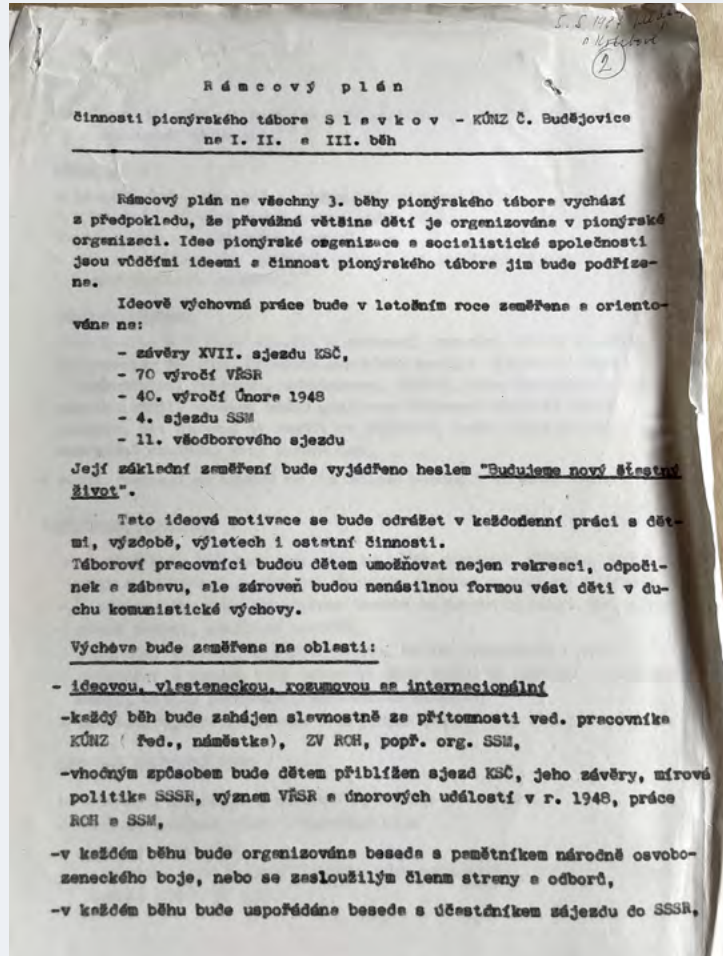 5. 5. 1987
2
Rámcový plán
činnosti pionýrského tábora Slavkov - KÚNZ Č. Budějovice
na I. II. a III. běh
Rámcový plán na všechny 3. běhy pionýrského tábora vychází
z předpokladu, že převážná většina dětí je organizována v pionýrské
organizaci. Idee pionýrské organizace a socialistické společnosti
jsou vůdčími ideemi a činnost pionýrského tábora jim bude podříze-
na.
Ideově výchovná práce bude v letošním roce zaměřena a oriento-
vána na:
- závěry XVII. sjezdu KSČ,
- 70 výročí VŘSR
- 40. výročí Února 1948
- 4. sjezdu SSM
- 11. všodborového sjezdu
Její základní zaměření bude vyjádřeno heslem "Budujeme nový šťastný
život".
Tato ideová motivace se bude odrážet v každodenní práci s dět-
mi, výzdobě, výletech i ostatní činnosti.
Táboroví pracovníci budou dětem umožňovat nejen rekreaci, odpoči-
nek a zábavu, ale zároveň budou nenásilnou formou vést děti v du-
chu komunistické výchovy.
Výchova bude zaměřena na oblasti:
- ideovou, vlasteneckou, rozumovou a internacionální
-každý běh bude zahájen slavnostně za přítomnosti ved. pracovníka
KÚNZ ( řed., náměstka), ZV ROH, popř. org. SSM,
-vhodným způsobem bude dětem přiblížen sjezd KSČ, jeho závěry, mírová
politika SSSR, význam VŘSR a únorových událostí v r. 1948, práce
ROH a SSM,
-v každém běhu bude organizována beseda s pamětníkem národně osvobo-
zeneckého boje, nebo se zasloužilým členm strany a odborů,
-v každém běhu bude uspořádána beseda s účastníkem zájezdu do SSSR,